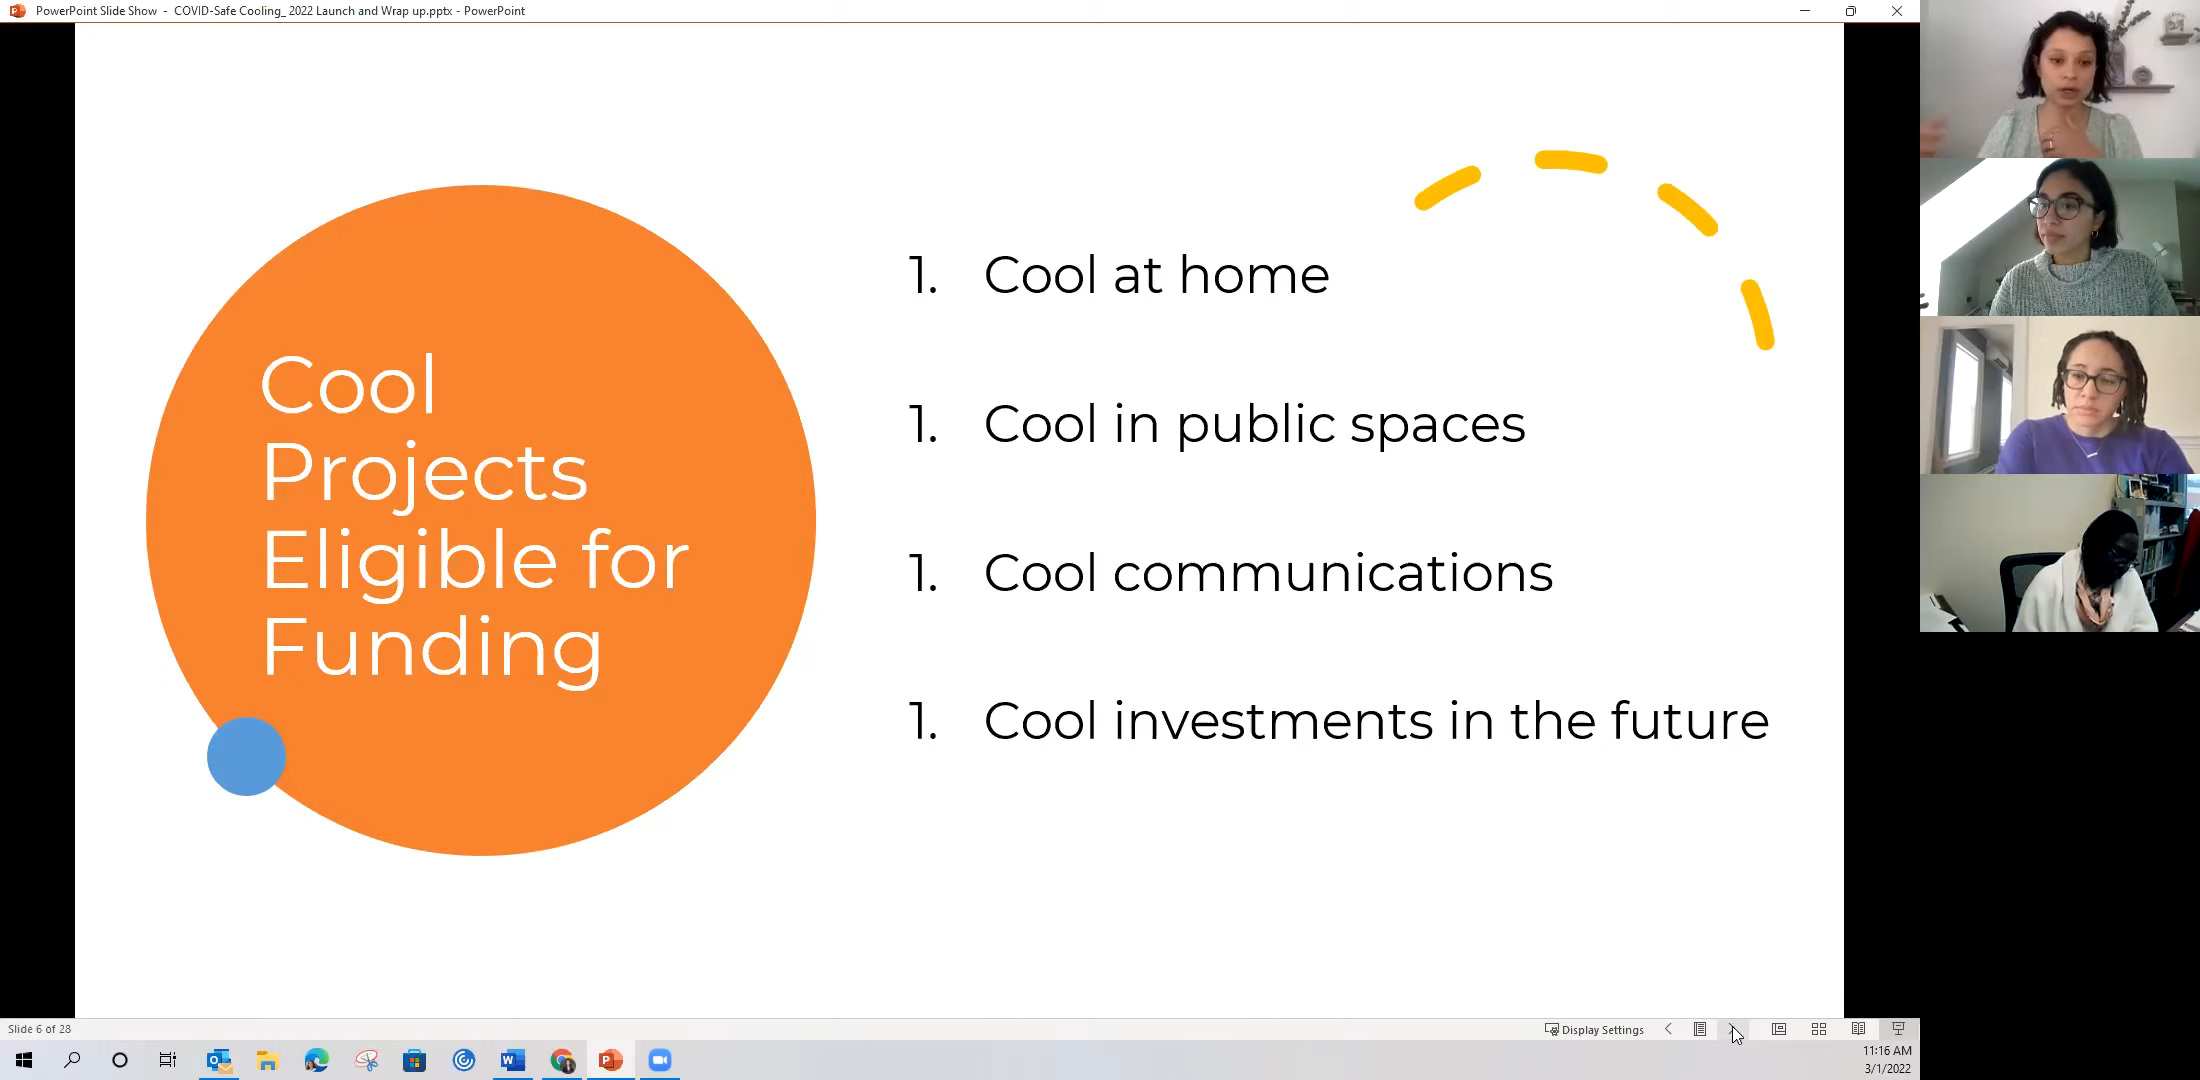 PowerPoint Slide Show - COVID-Safe Cooling_ 2022 Launch and Wrap up.pptx - PowerPoint
Cool
Projects
Eligible for
Funding
1. Cool at home
1. Cool in public spaces
1. Cool communications
1. Cool investments in the future
Slide 6 of 28
Display Settings
11:16 AM
3/1/2022